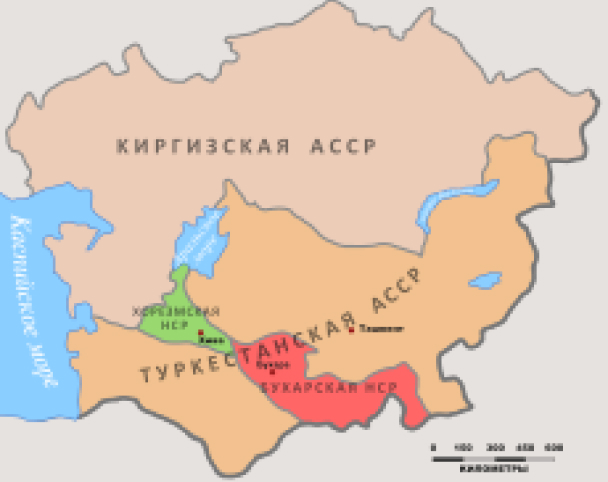 КИРГИЗСКАЯ АССР
Каспийское море
Аральское
море
ХОРЕЗМСКАЯ
НСР
Хива
ТУРКЕСТАНСКАЯ АССР
Ташкент
Бухара
БУХАРСКАЯ НСР
0 150 300 450 600
КИЛОМЕТРЫ